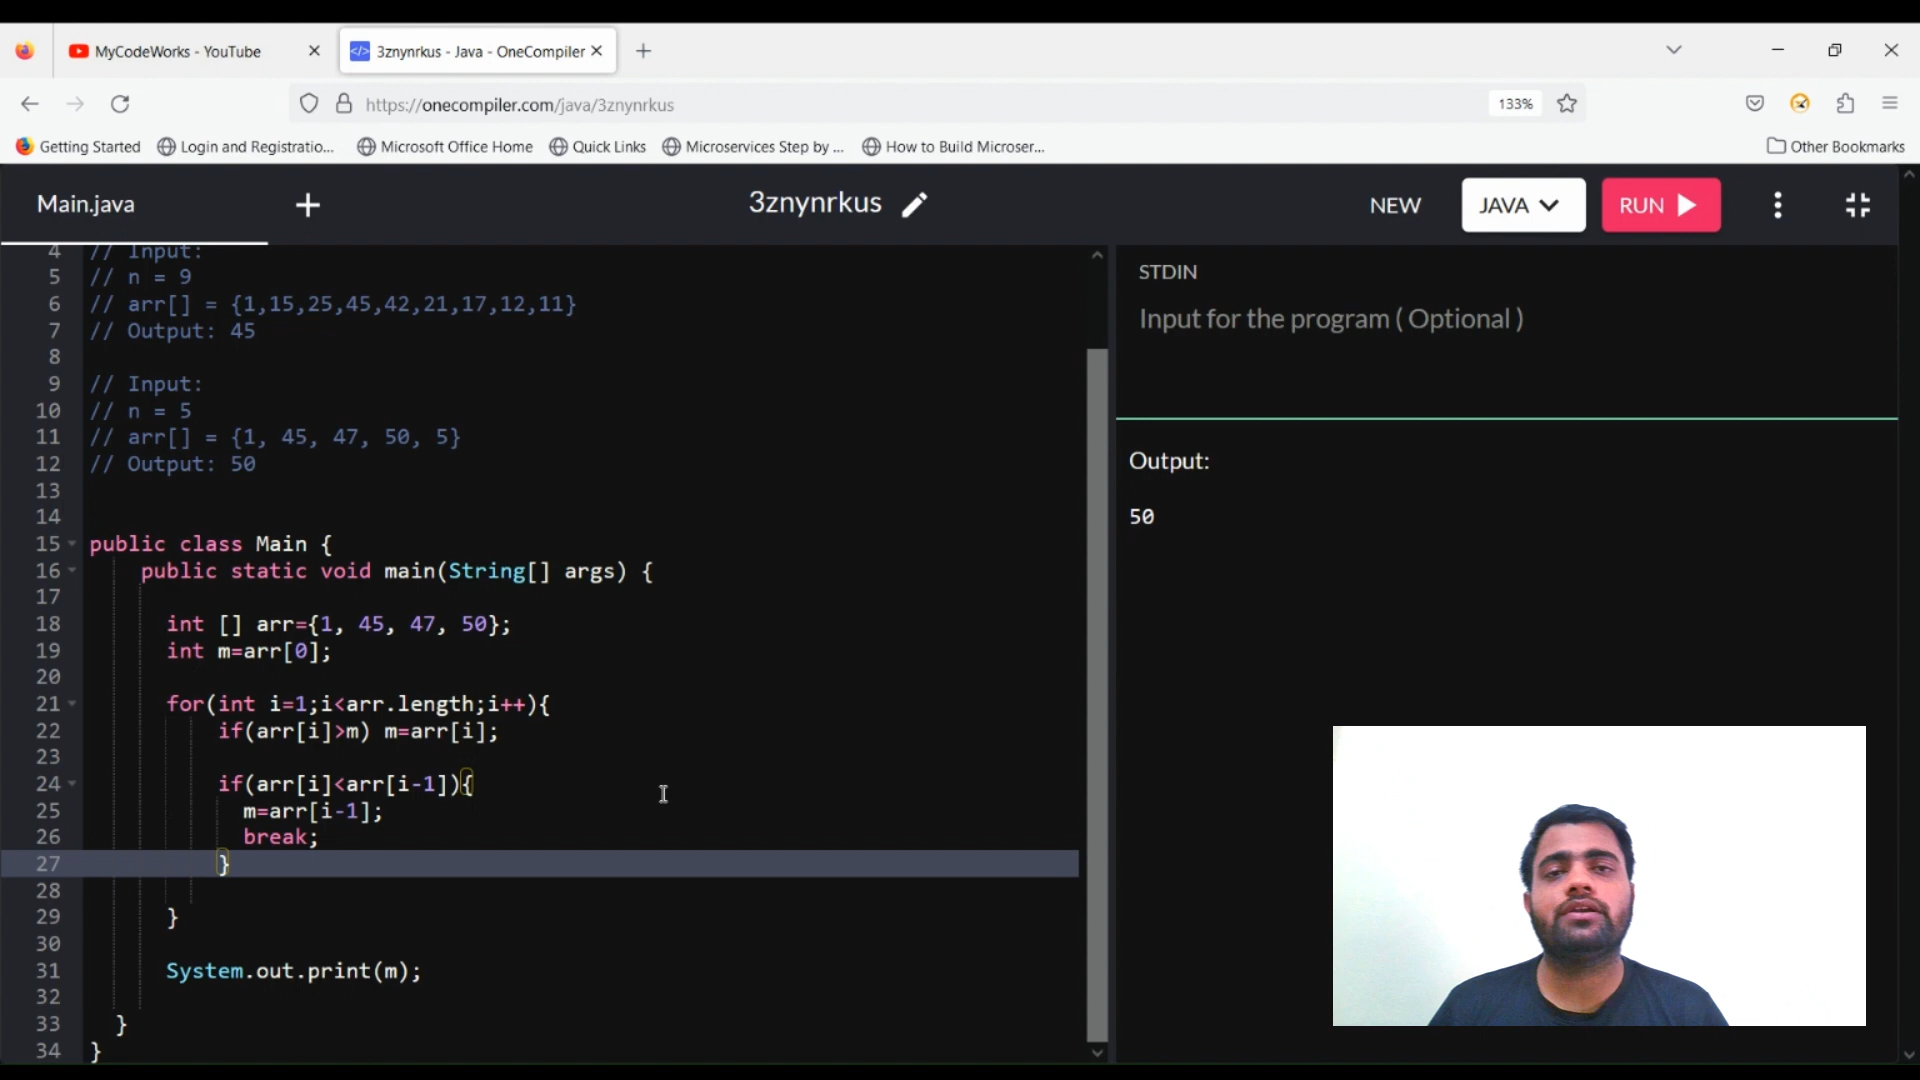 MyCodeWorks - YouTube
3znynrkus - Java - OneCompiler
https://onecompiler.com/java/3znynrkus
133%
Getting Started
Login and Registratio...
Microsoft Office Home
Quick Links
Microservices Step by ...
How to Build Microser...
Other Bookmarks
Main.java
3znynrkus
NEW
JAVA
RUN
4 // Input:
5 // n = 9
6 // arr[] = {1,15,25,45,42,21,17,12,11}
7 // Output: 45
8
9 // Input:
10 // n = 5
11 // arr[] = {1, 45, 47, 50, 5}
12 // Output: 50
13
14
15 public class Main {
16 public static void main(String[] args) {
17
18 int [] arr={1, 45, 47, 50};
19 int m=arr[0];
20
21 for(int i=1;i<arr.length;i++){
22 if(arr[i]>m) m=arr[i];
23
24 if(arr[i]<arr[i-1]){
25 m=arr[i-1];
26 break;
27 }
28
29 }
30
31 System.out.print(m);
32
33 }
34 }
STDIN
Input for the program ( Optional )
Output:
50